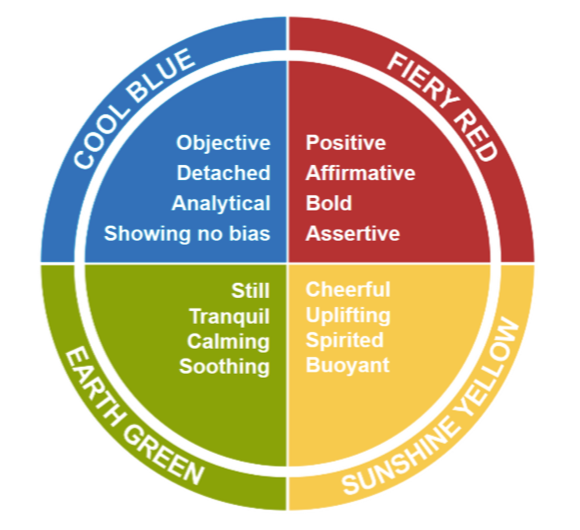 COOL BLUE
Objective
Detached
Analytical
Showing no bias
FIERY RED
Positive
Affirmative
Bold
Assertive
EARTH GREEN
Still
Tranquil
Calming
Soothing
SUNSHINE YELLOW
Cheerful
Uplifting
Spirited
Buoyant